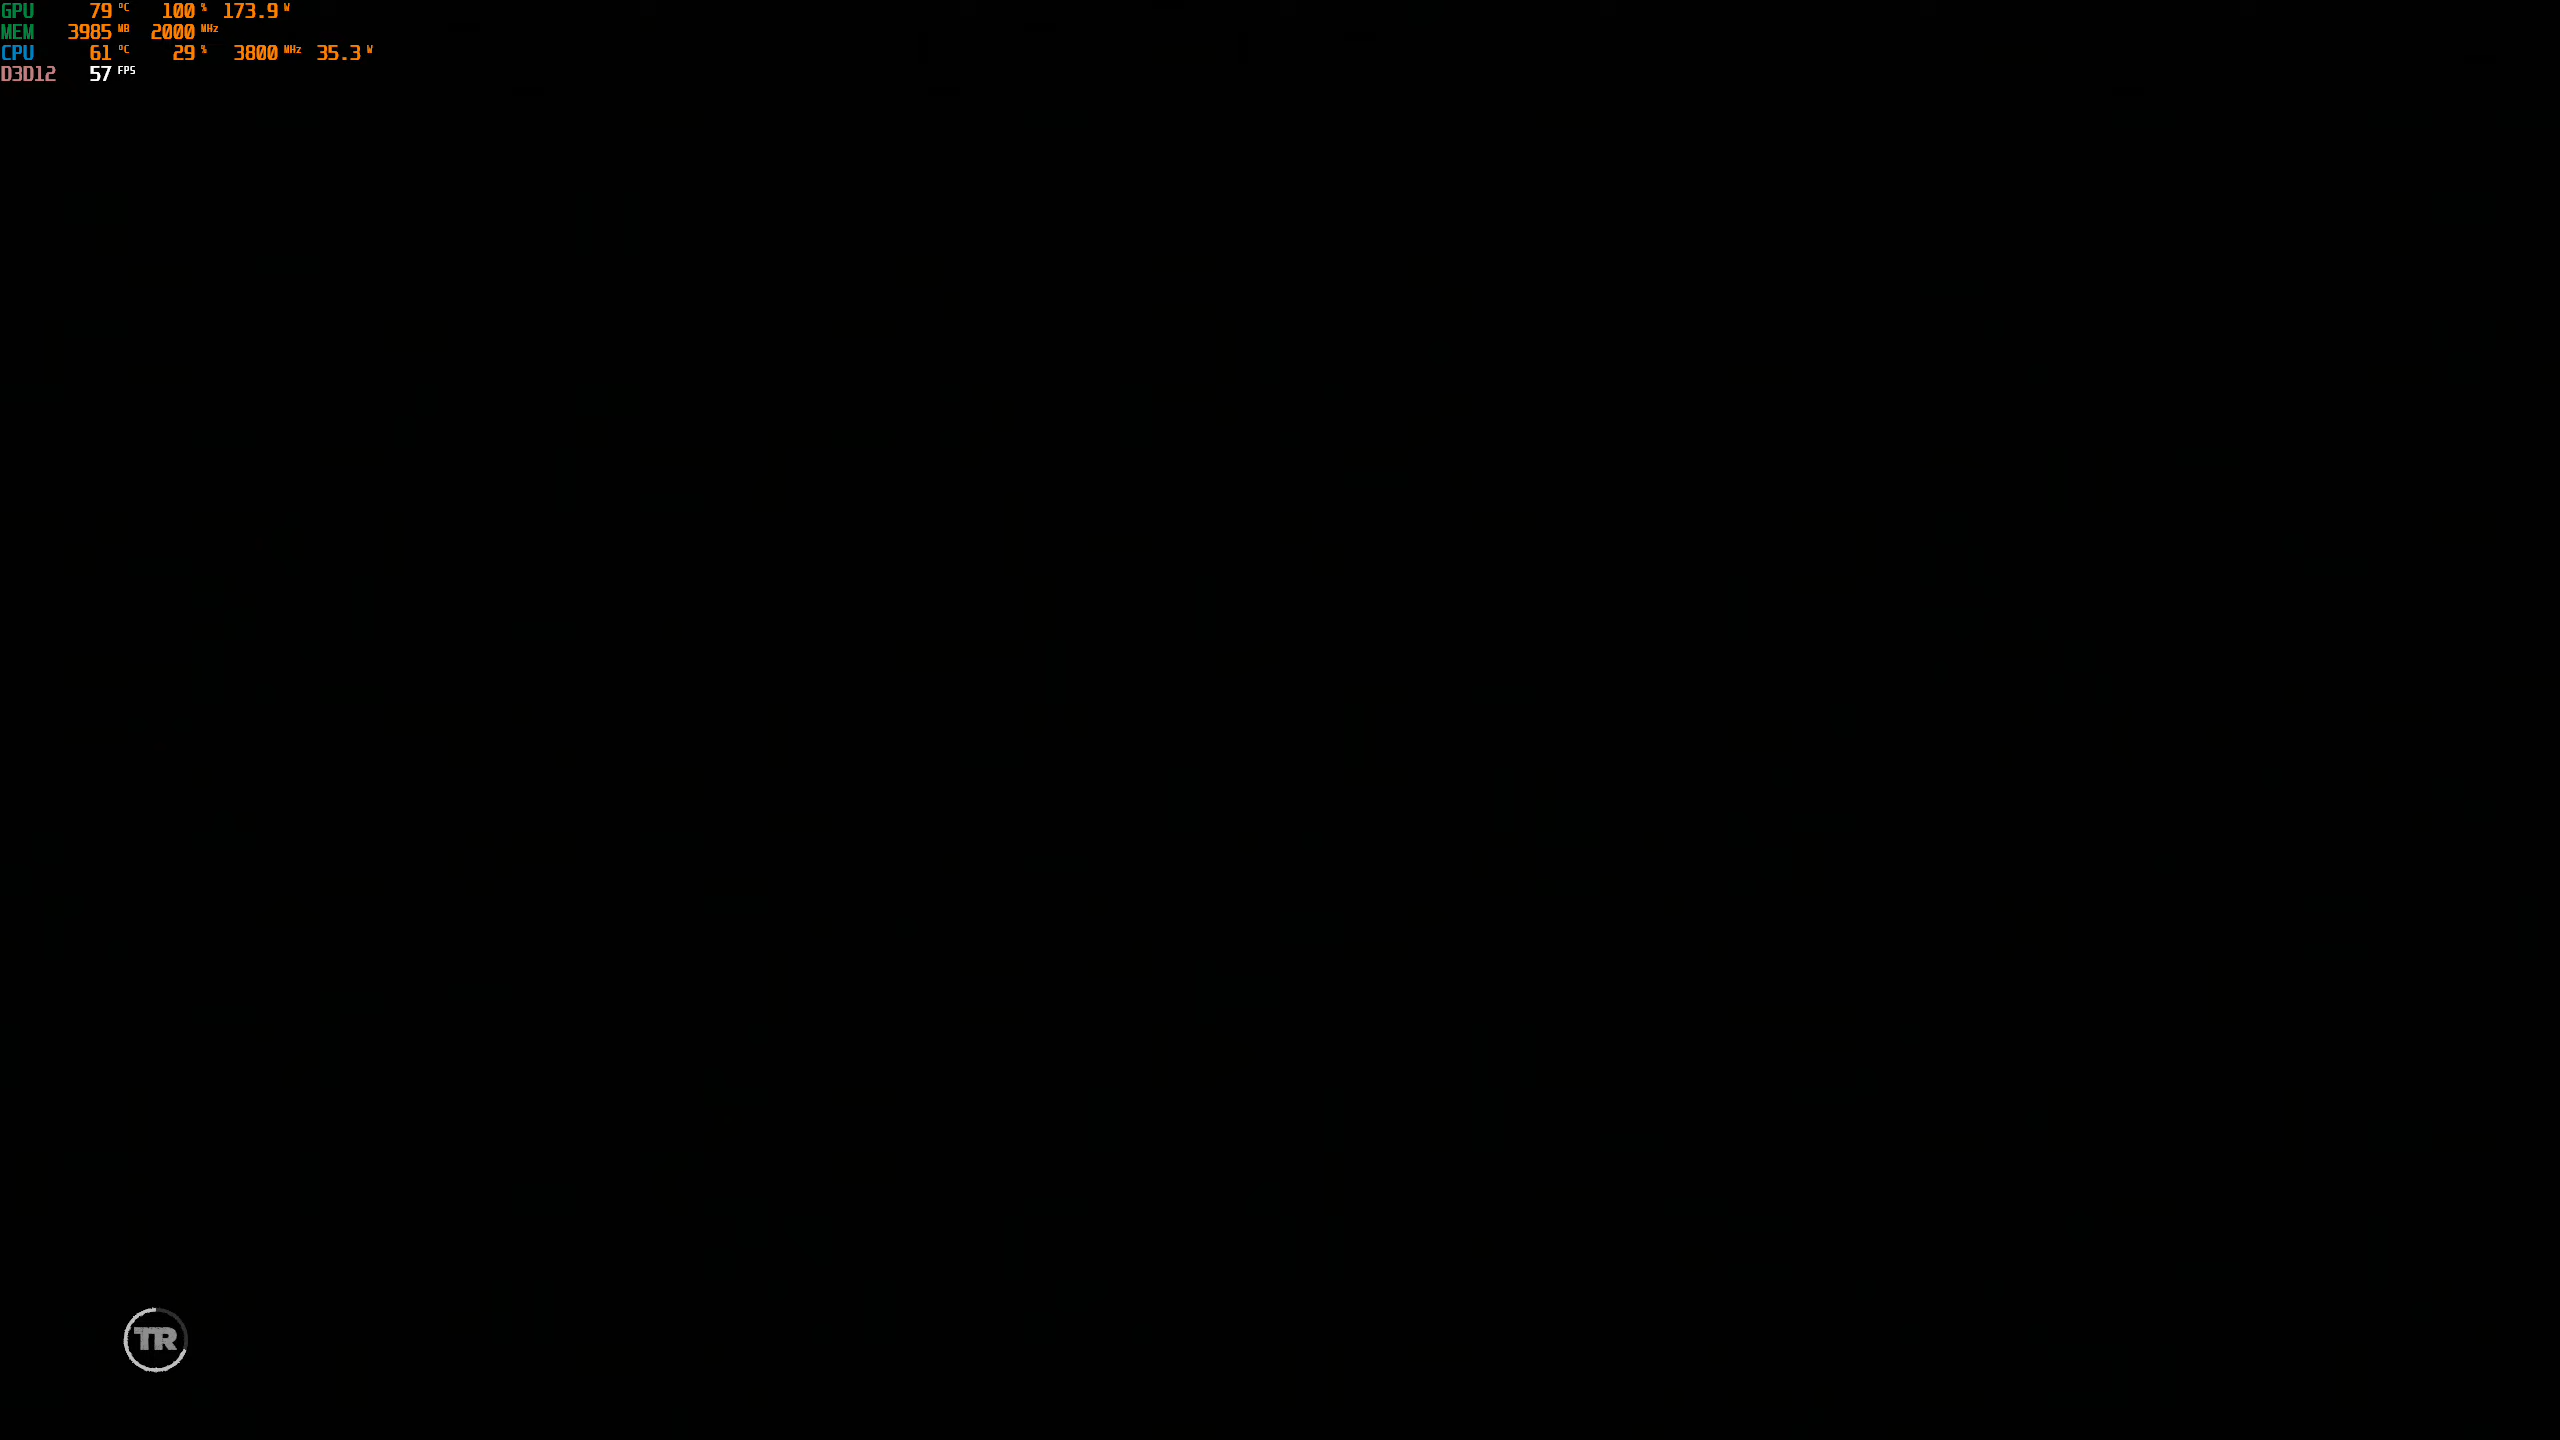 GPU 79 °C 100 % 173.9 W
MEM 3985 MB 2000 MHz
CPU 61 °C 29 % 3800 MHz 35.3 W
D3D12 57 FPS
TR